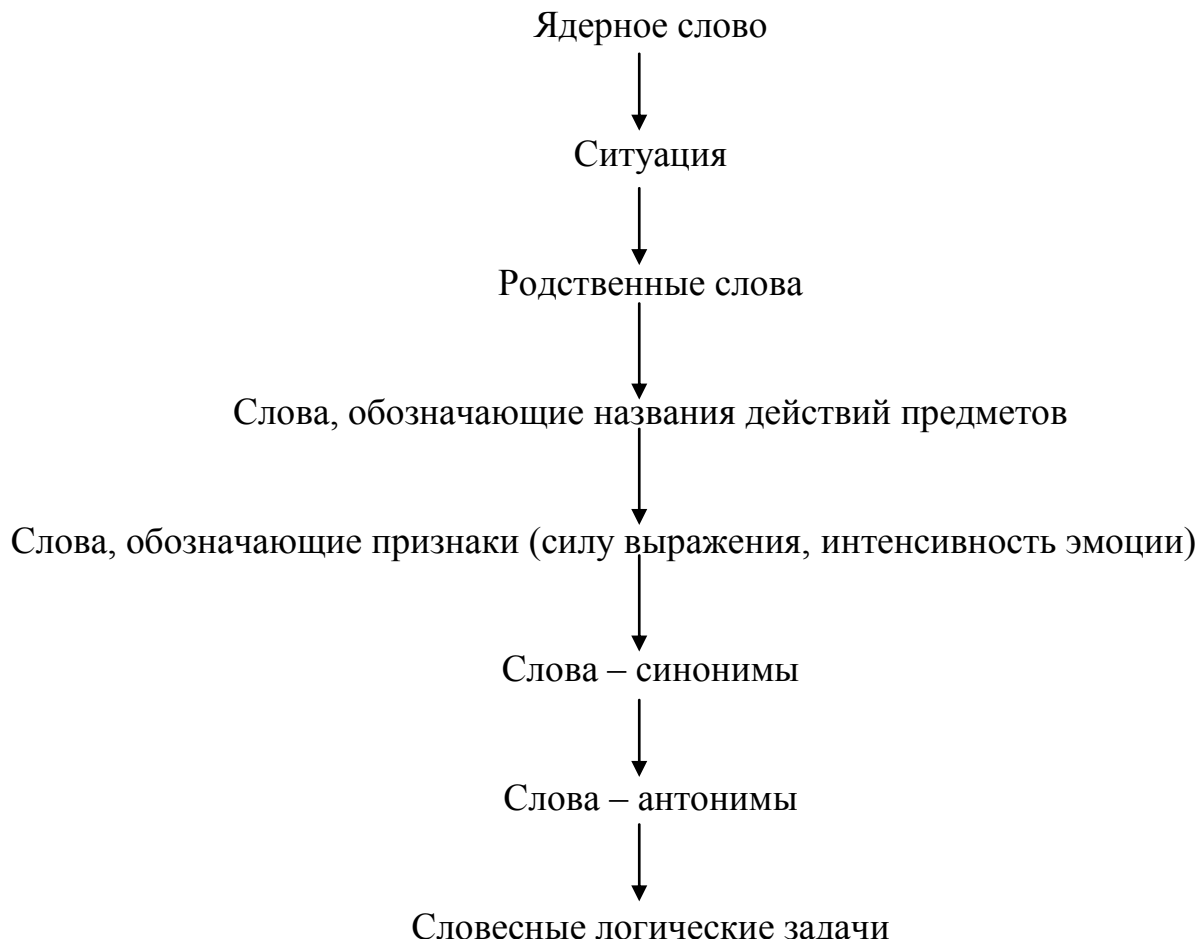 Ядерное слово
Ситуация
Родственные слова
Слова, обозначающие названия действий предметов
Слова, обозначающие признаки (силу выражения, интенсивность эмоции)
Слова – синонимы
Слова – антонимы
Словесные логические задачи